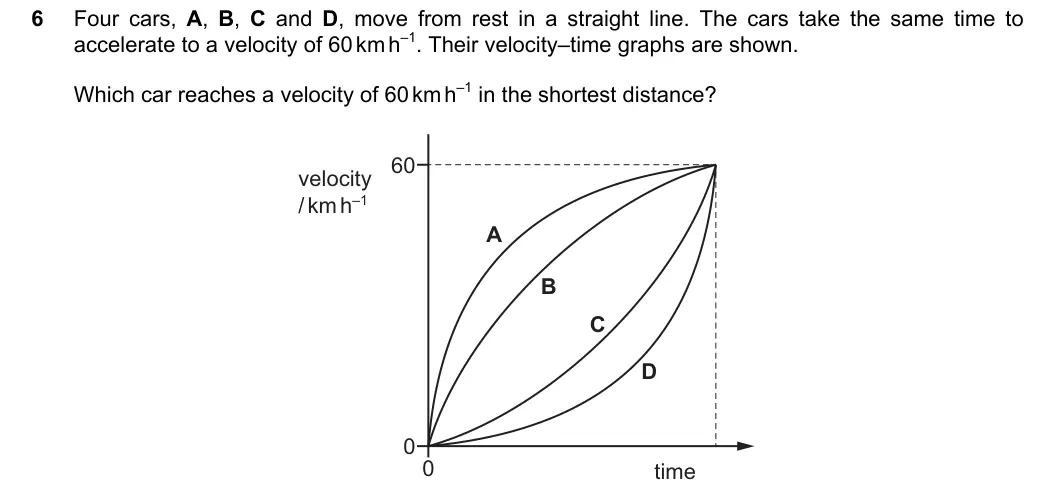 6 Four cars, A, B, C and D, move from rest in a straight line. The cars take the same time to
accelerate to a velocity of 60 km h⁻¹. Their velocity–time graphs are shown.
Which car reaches a velocity of 60 km h⁻¹ in the shortest distance?
60
velocity
/ km h⁻¹
A
B
C
D
0
0
time